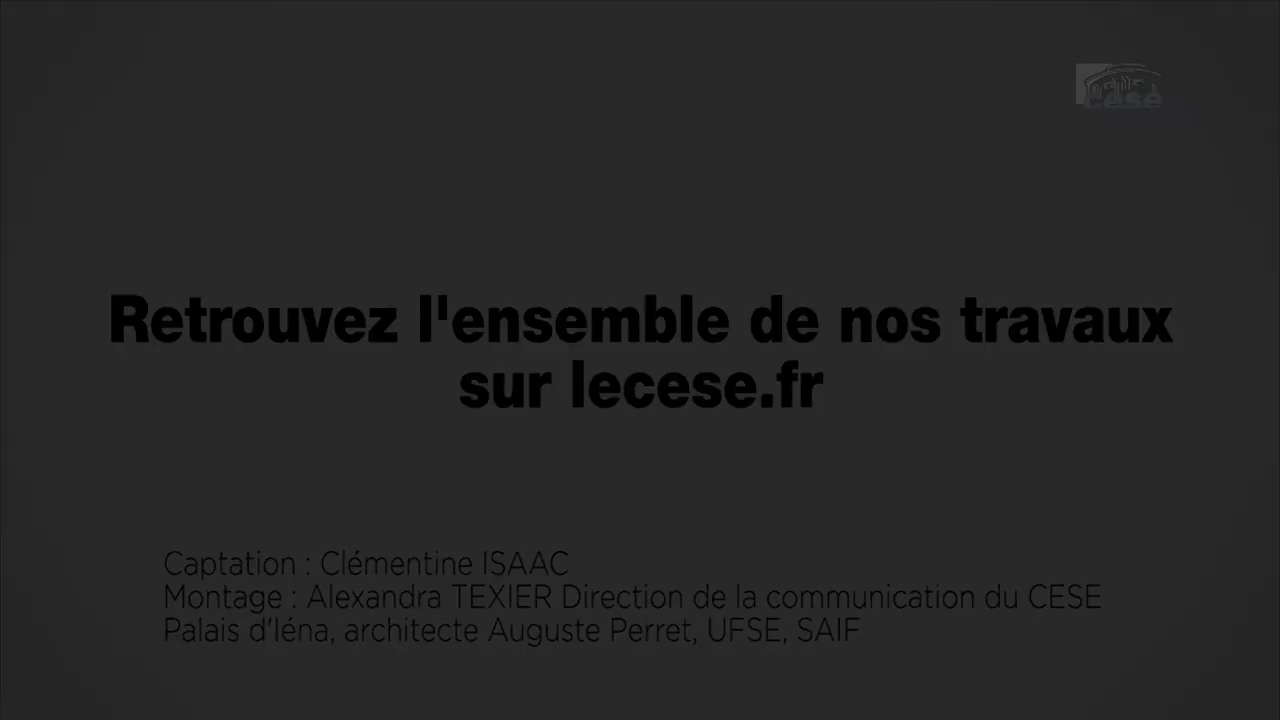 cese
Retrouvez l'ensemble de nos travaux
sur lecese.fr
Captation : Clémentine ISAAC
Montage : Alexandra TEXIER Direction de la communication du CESE
Palais d'Iéna, architecte Auguste Perret, UFSE, SAIF